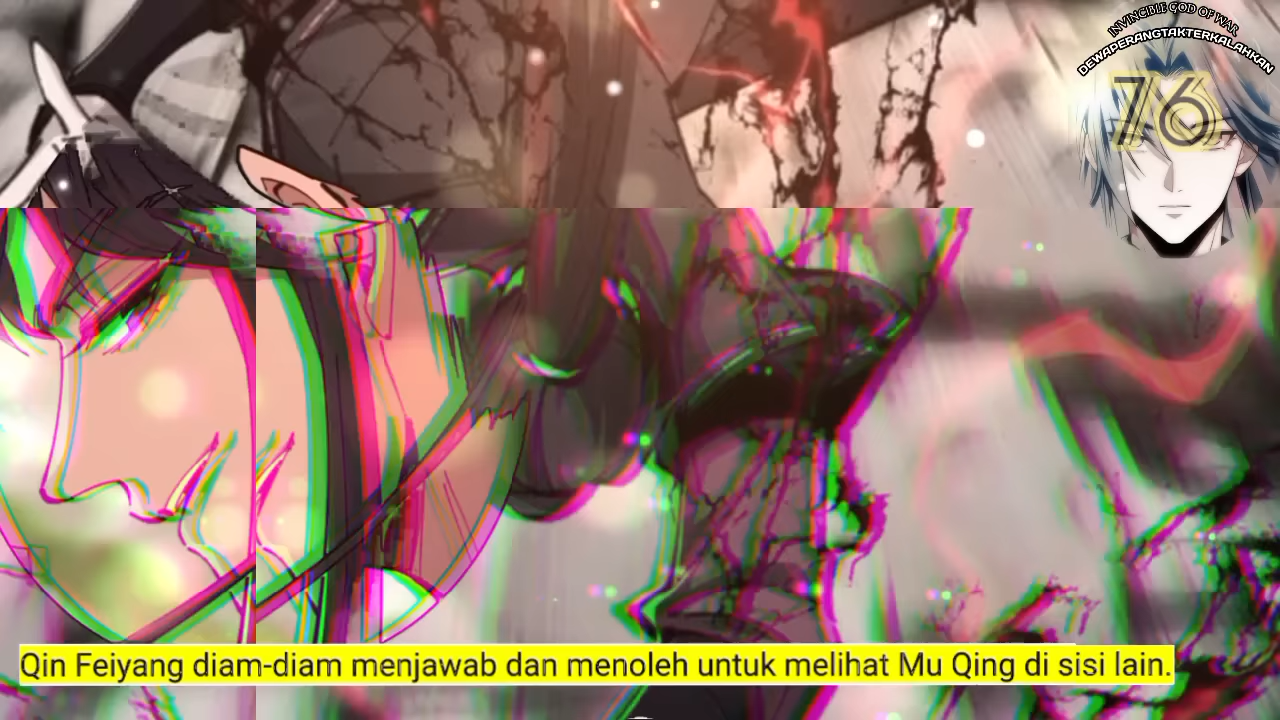 INVINCIBLE GOD OF WAR
DEWAPERANGTAKTERKALAHKAN
76
Qin Feiyang diam-diam menjawab dan menoleh untuk melihat Mu Qing di sisi lain.